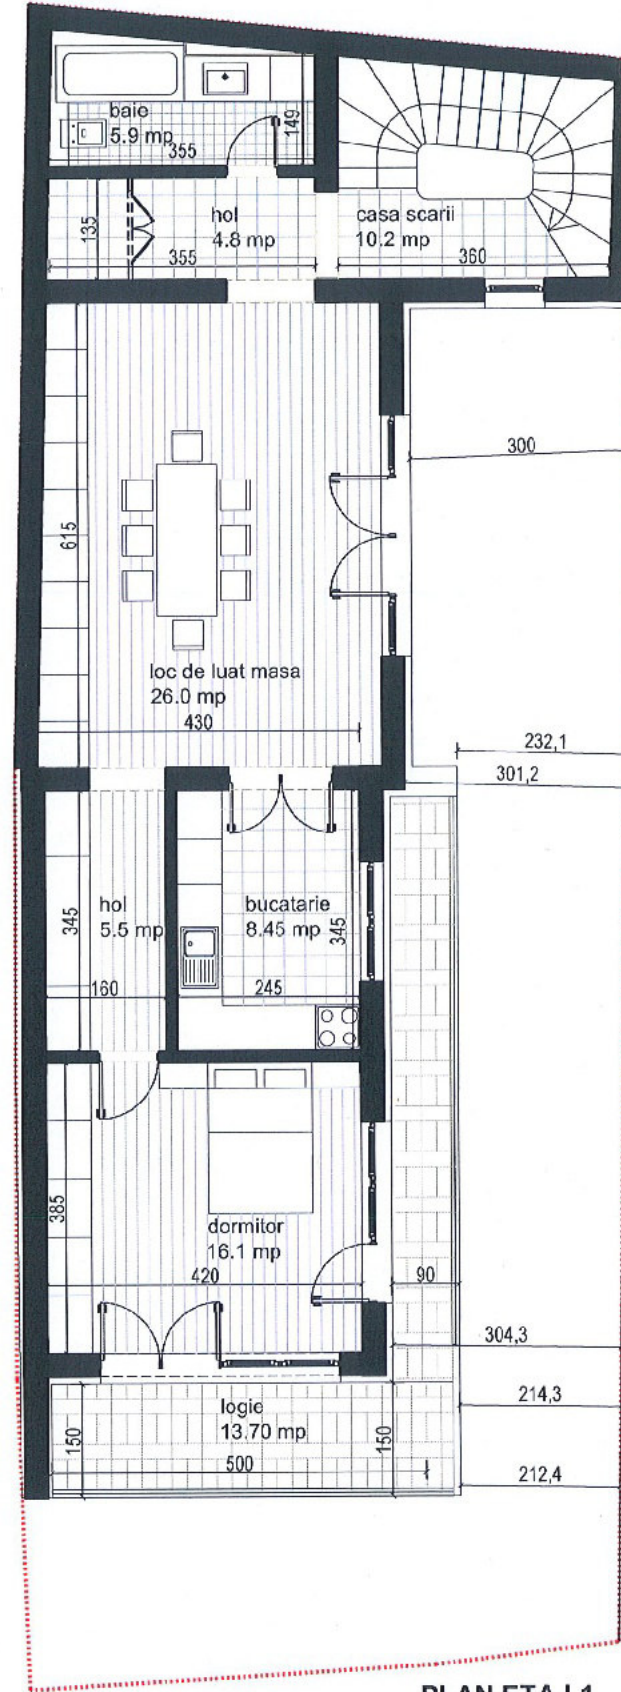 baie
5.9 mp
355
149
135
hol
4.8 mp
355
casa scarii
10.2 mp
360
300
615
loc de luat masa
26.0 mp
430
232,1
301,2
345
hol
5.5 mp
160
bucatarie
8.45 mp
345
245
385
dormitor
16.1 mp
420
90
304,3
214,3
logie
13.70 mp
150
150
500
212,4